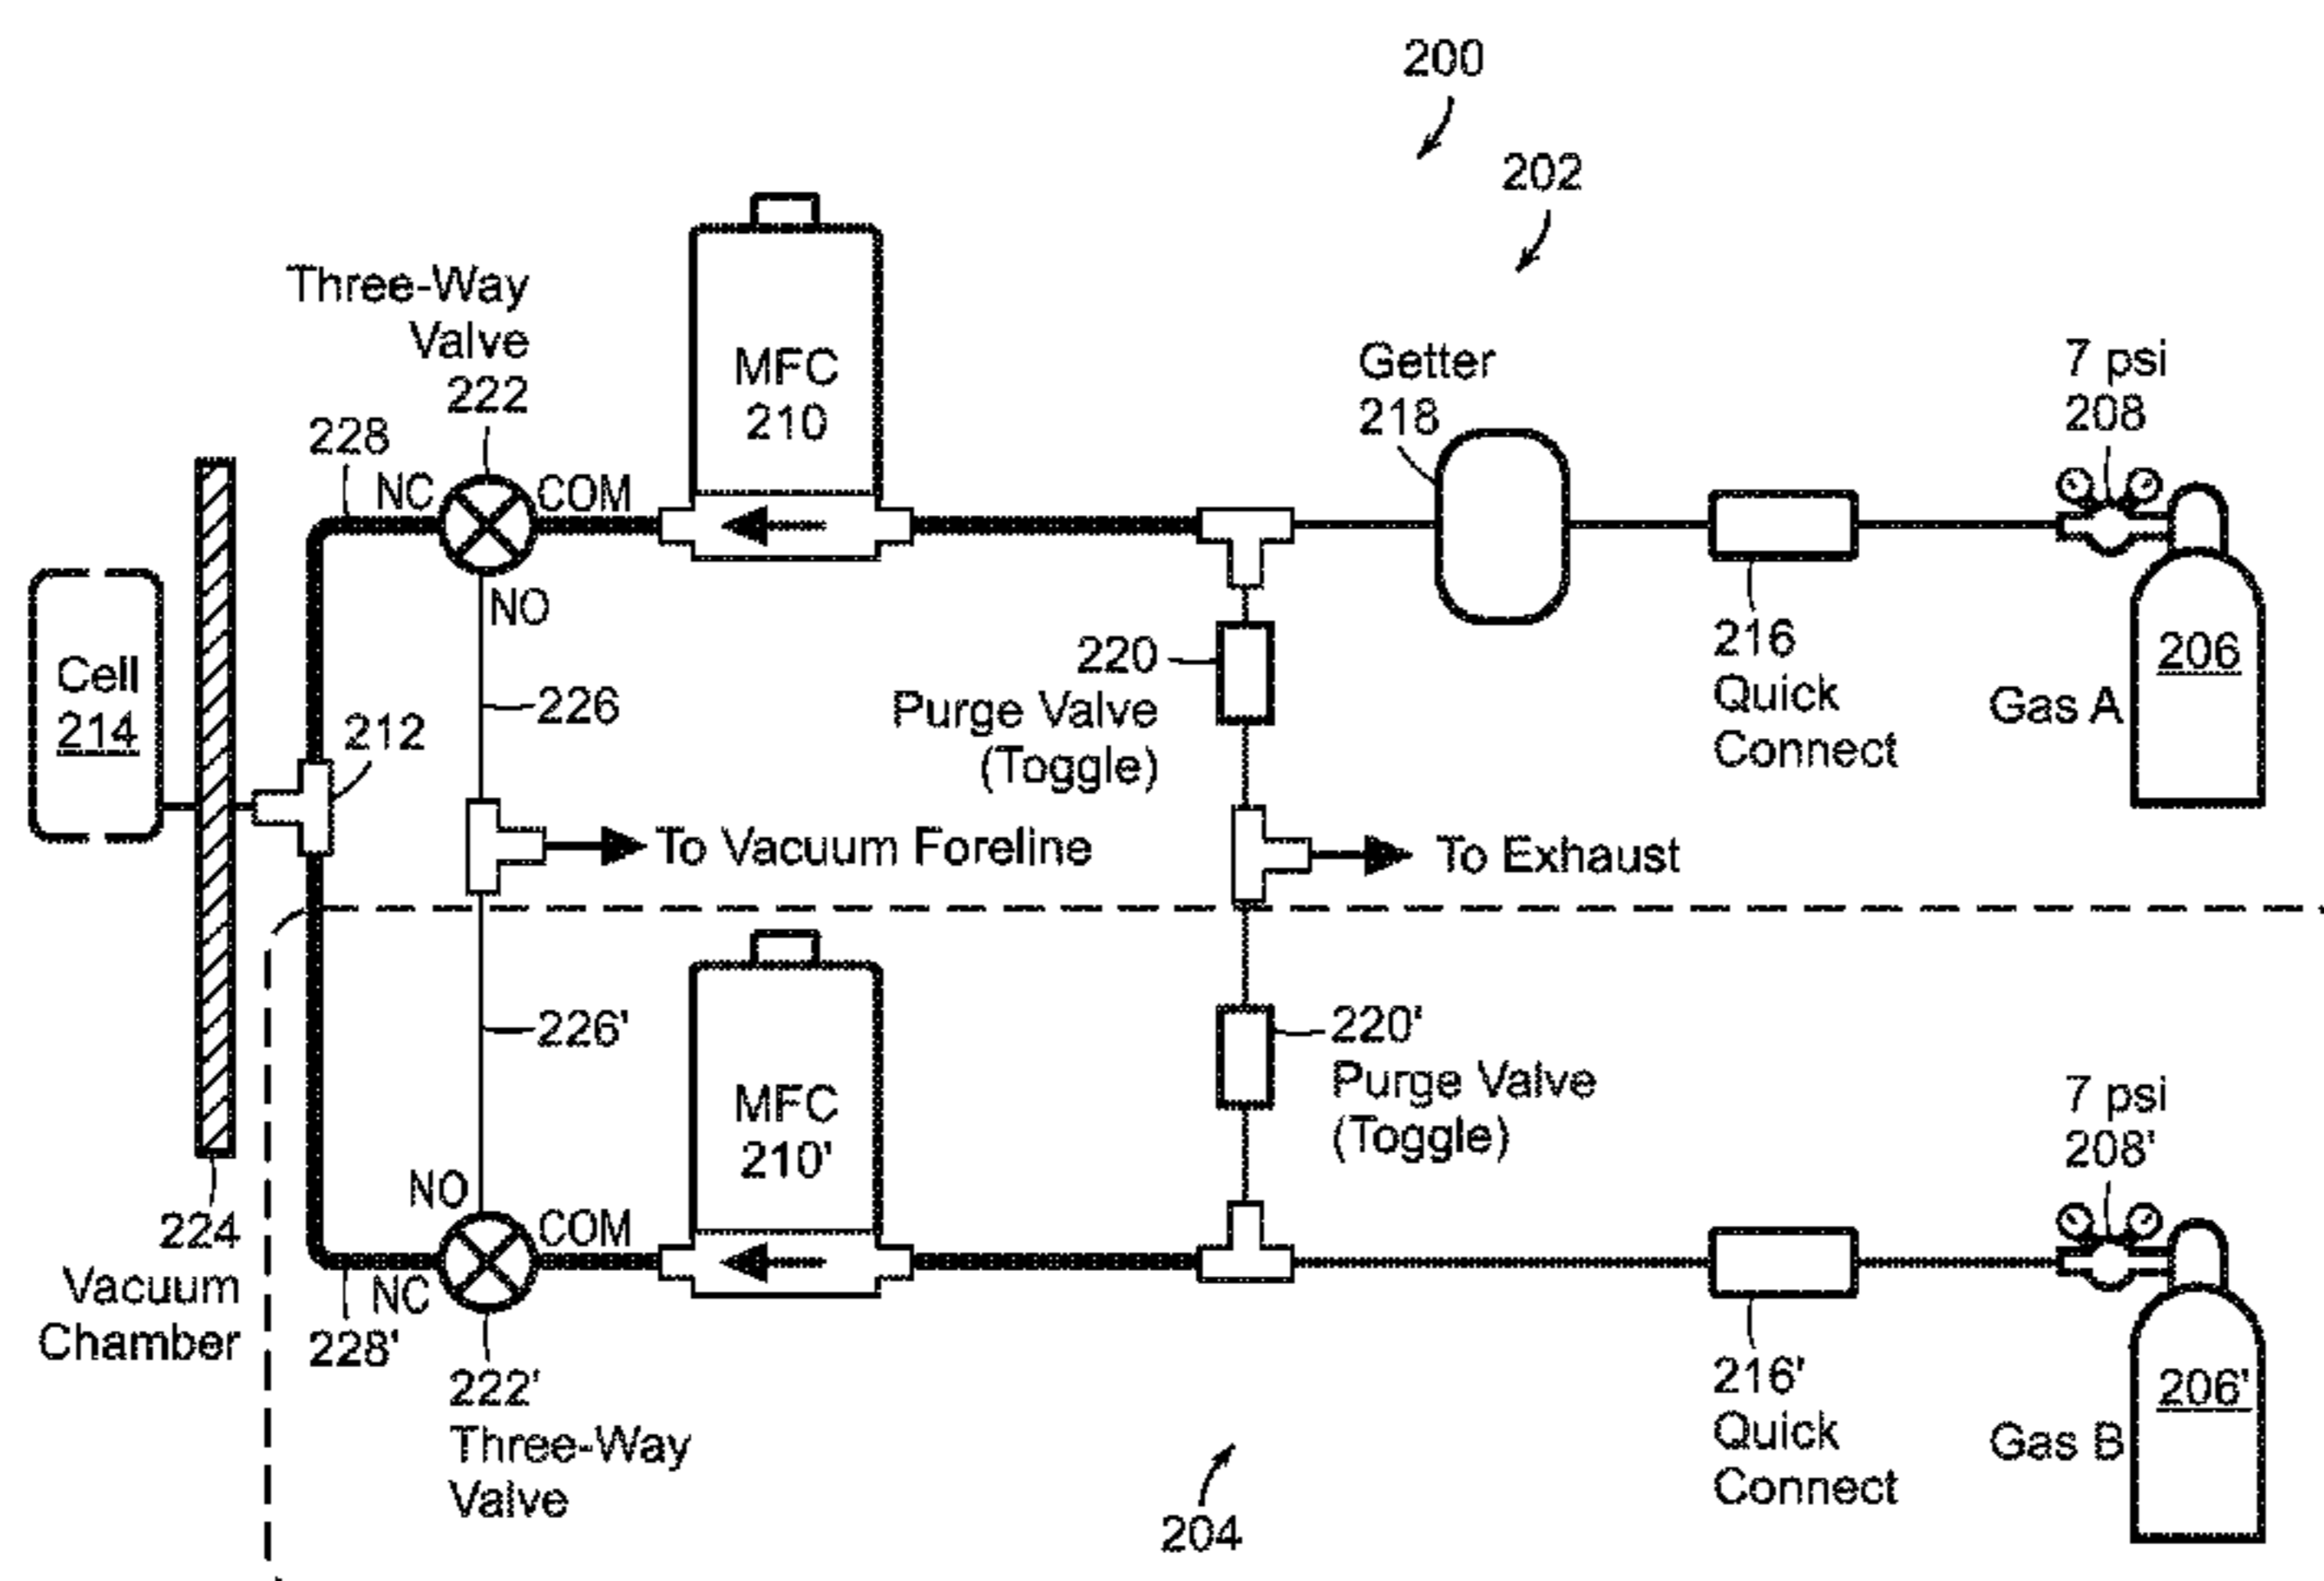 200
202
Three-Way
Valve
222
MFC
210
Getter
218
7 psi
208
228
NC
COM
NO
Cell
214
212
226
220
Purge Valve
(Toggle)
216
Quick
Connect
Gas A
206
To Vacuum Foreline
To Exhaust
226'
MFC
210'
220'
Purge Valve
(Toggle)
7 psi
208'
NO
COM
NC
224
Vacuum
Chamber
228'
222'
Three-Way
Valve
204
216'
Quick
Connect
Gas B
206'